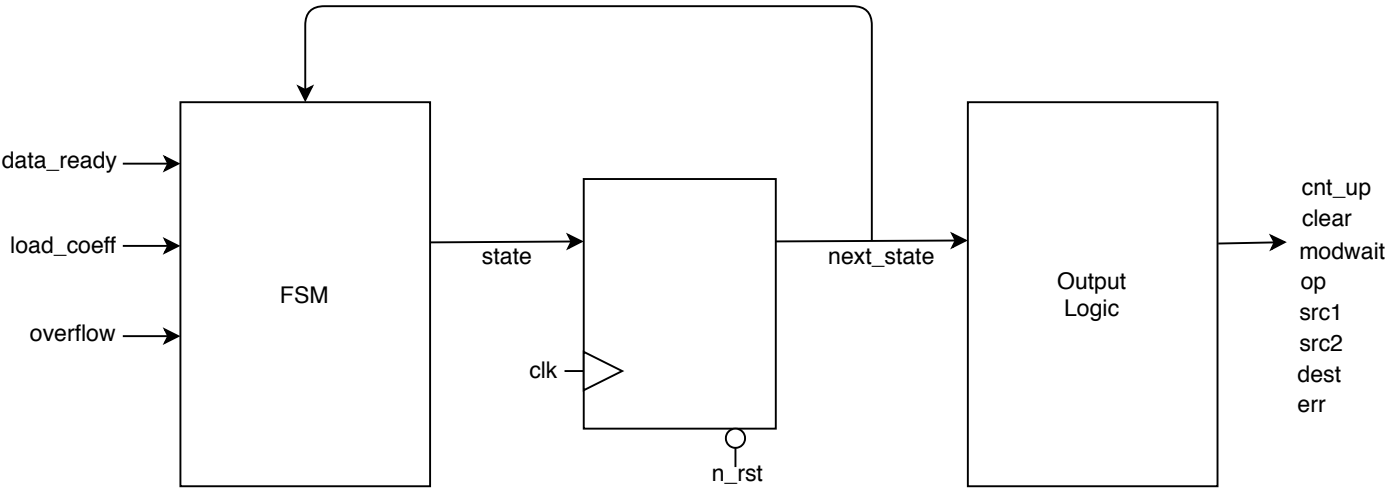 data_ready
load_coeff
overflow
FSM
state
clk
n_rst
next_state
Output
Logic
cnt_up
clear
modwait
op
src1
src2
dest
err